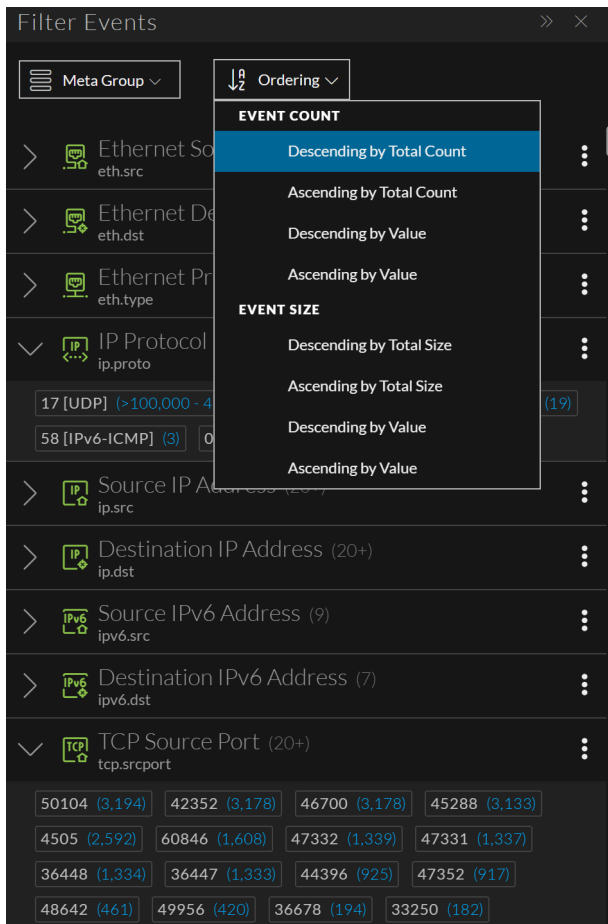 Filter Events
Meta Group
Ordering
EVENT COUNT
Descending by Total Count
Ascending by Total Count
Descending by Value
Ascending by Value
EVENT SIZE
Descending by Total Size
Ascending by Total Size
Descending by Value
Ascending by Value
Ethernet So
eth.src
Ethernet De
eth.dst
Ethernet Pr
eth.type
IP Protocol
ip.proto
17 [UDP] (>100,000 - 4 (19)
58 [IPv6-ICMP] (3) 0
Source IP Address (20+)
ip.src
Destination IP Address (20+)
ip.dst
Source IPv6 Address (9)
ipv6.src
Destination IPv6 Address (7)
ipv6.dst
TCP Source Port (20+)
tcp.srcport
50104 (3,194) 42352 (3,178) 46700 (3,178) 45288 (3,133)
4505 (2,592) 60846 (1,608) 47332 (1,339) 47331 (1,337)
36448 (1,334) 36447 (1,333) 44396 (925) 47352 (917)
48642 (461) 49956 (420) 36678 (194) 33250 (182)